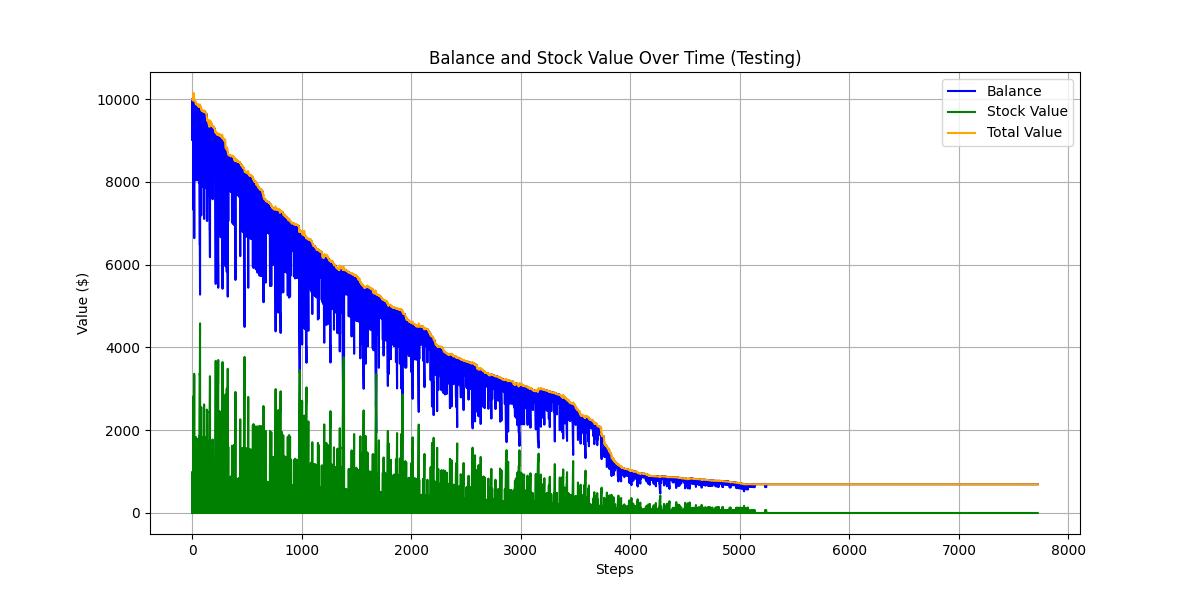 Balance and Stock Value Over Time (Testing)
Balance
Stock Value
Total Value
10000
8000
6000
4000
2000
0
Value ($)
0 1000 2000 3000 4000 5000 6000 7000 8000
Steps